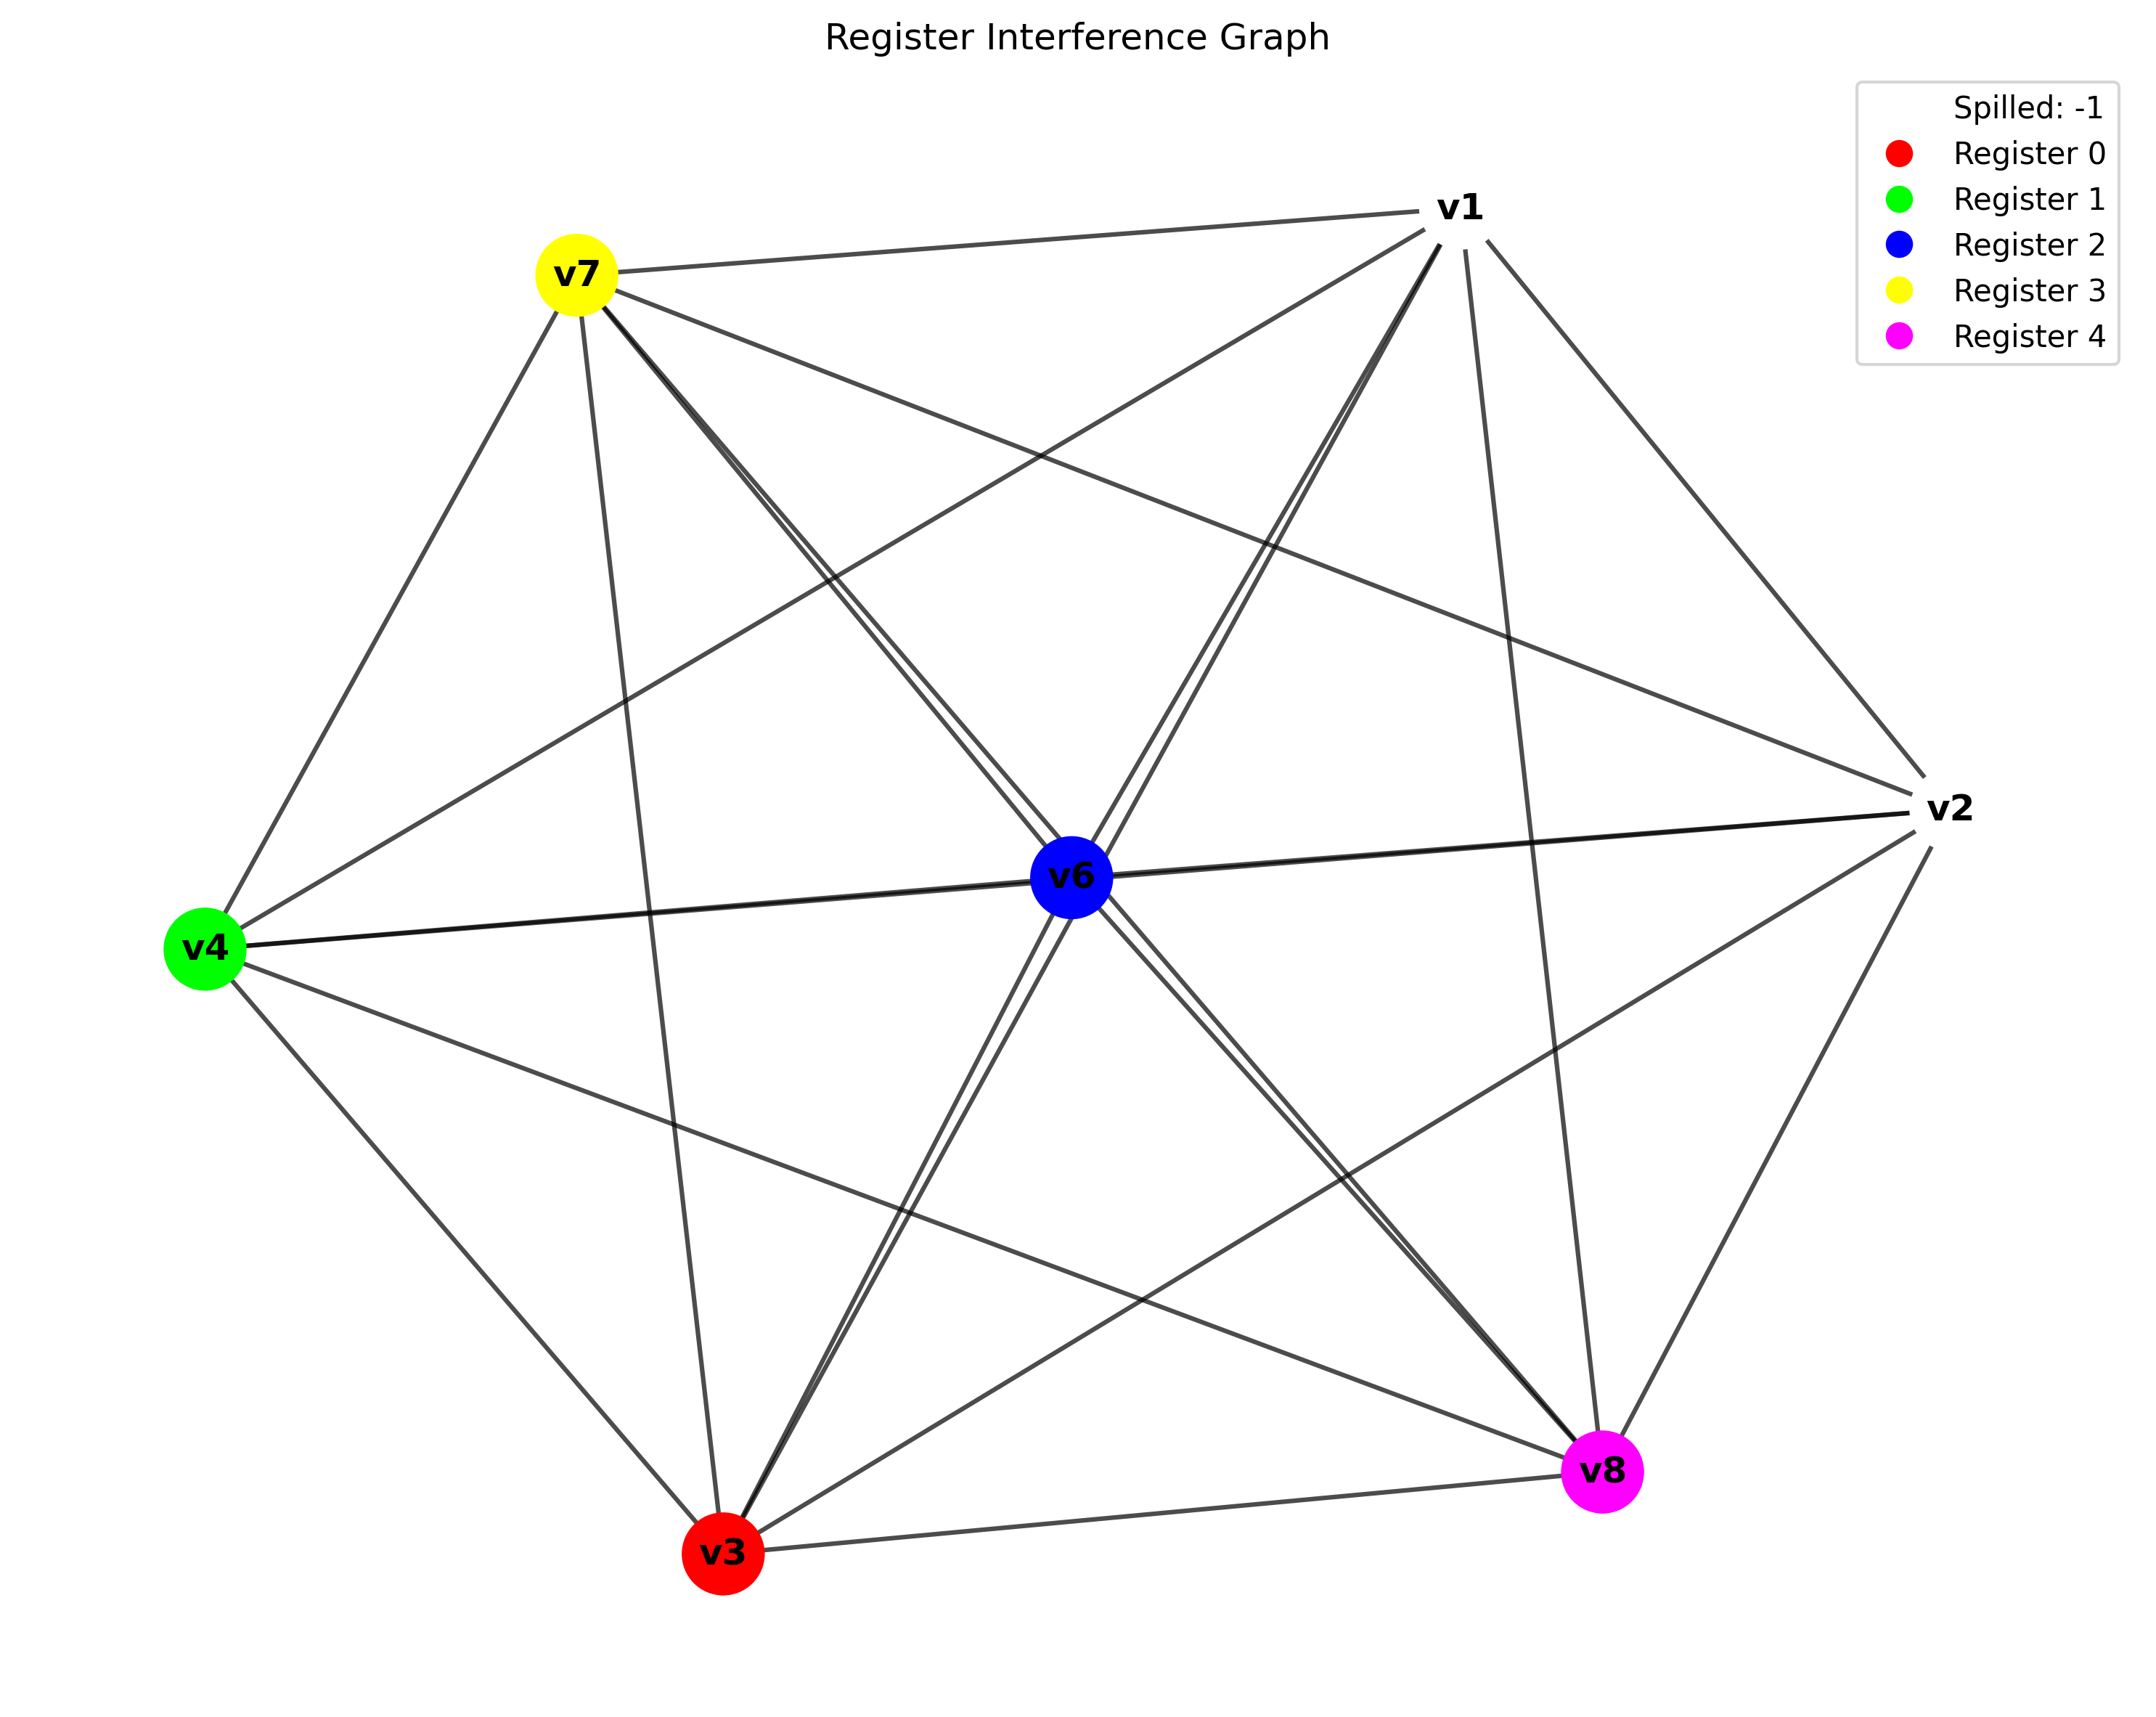 Register Interference Graph
Spilled: -1
Register 0
Register 1
Register 2
Register 3
Register 4
v1
v7
v2
v6
v4
v8
v3